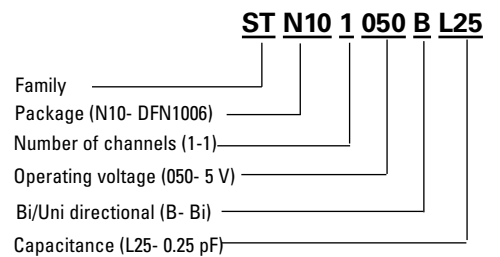 ST N10 1 050 B L25
Family
Package (N10- DFN1006)
Number of channels (1-1)
Operating voltage (050- 5 V)
Bi/Uni directional (B- Bi)
Capacitance (L25- 0.25 pF)